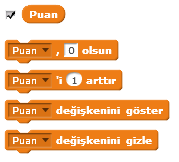 Puan
Puan , 0 olsun
Puan 'i 1 arttır
Puan değişkenini göster
Puan değişkenini gizle